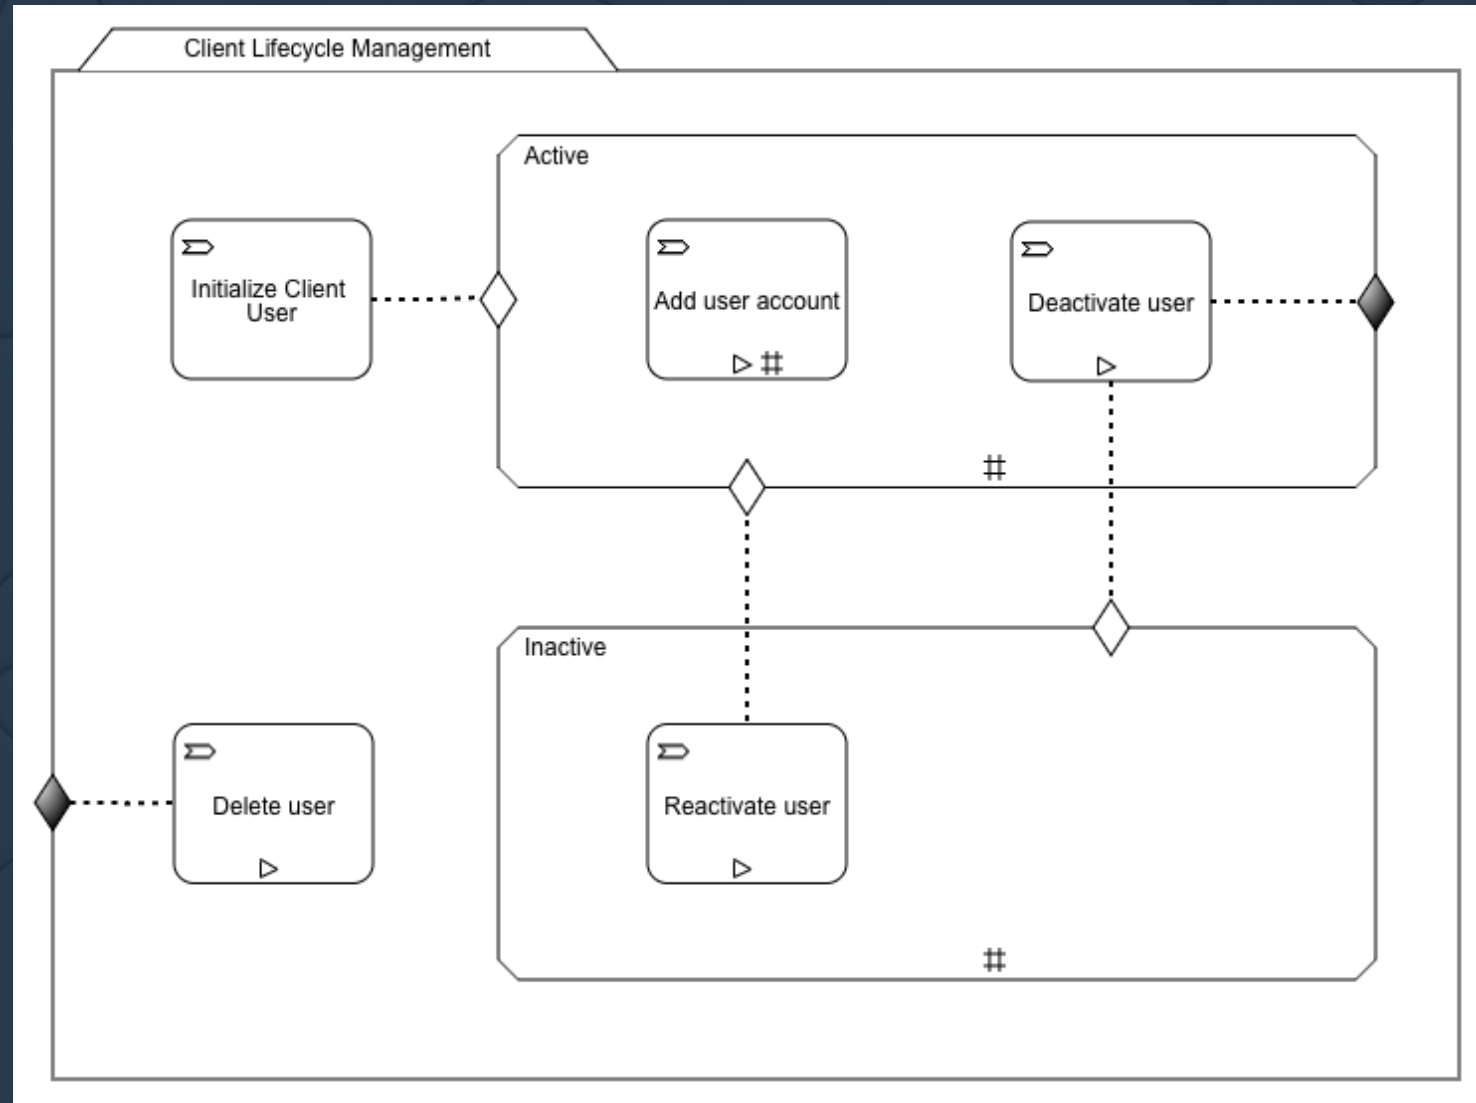 Client Lifecycle Management
Active
Initialize Client
User
Add user account
Deactivate user
Inactive
Delete user
Reactivate user